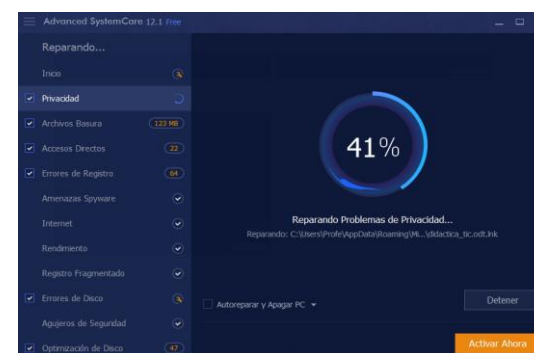 Advanced SystemCare 12.1 Free
Reparando...
Inicio
Privacidad
Archivos Basura
123 MB
Accesos Directos
22
Errores de Registro
64
Amenazas Spyware
Internet
Rendimiento
Registro Fragmentado
Errores de Disco
Agujeros de Seguridad
Optimización de Disco
47
41%
Reparando Problemas de Privacidad...
Reparando: C:\Users\Profe\AppData\Roaming\Mi...\didactica_tic.odt.lnk
Autoreparar y Apagar PC
Detener
Activar Ahora